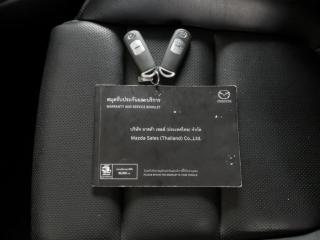 สมุดรับประกันและบริการ
WARRANTY AND SERVICE BOOKLET
mazda
บริษัท มาสด้า เซลส์ (ประเทศไทย) จำกัด
Mazda Sales (Thailand) Co.,Ltd.